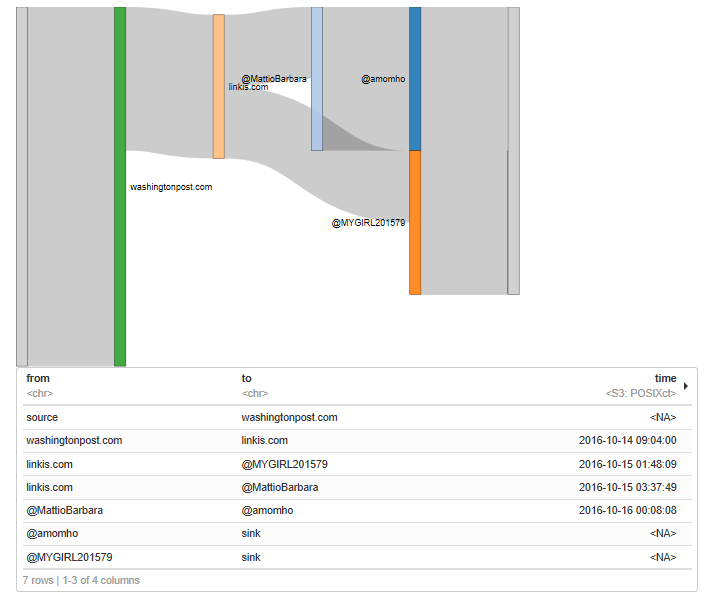 @MattioBarbara
@amomho
linkis.com
washingtonpost.com
@MYGIRL201579
from to time
<chr> <chr> <S3: POSIXct>
source washingtonpost.com <NA>
washingtonpost.com linkis.com 2016-10-14 09:04:00
linkis.com @MYGIRL201579 2016-10-15 01:48:09
linkis.com @MattioBarbara 2016-10-15 03:37:49
@MattioBarbara @amomho 2016-10-16 00:08:08
@amomho sink <NA>
@MYGIRL201579 sink <NA>
7 rows | 1-3 of 4 columns